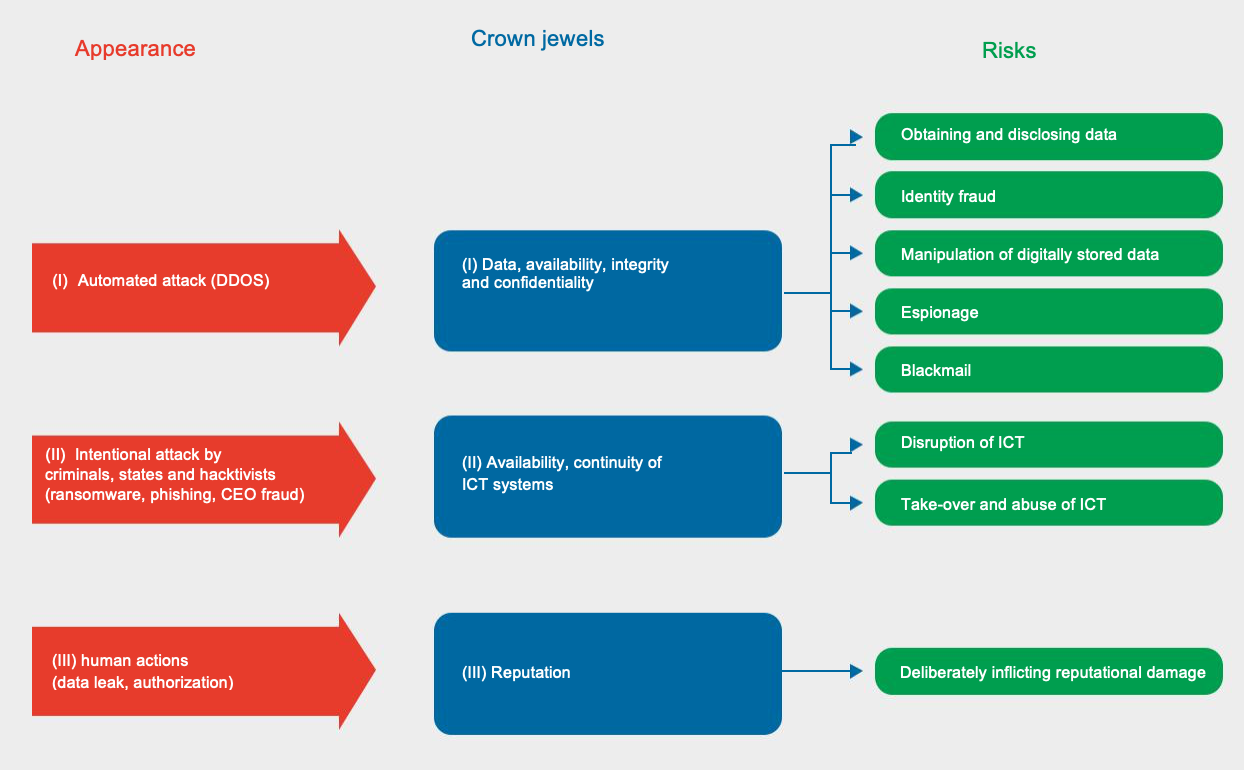 Appearance
Crown jewels
Risks
(I) Automated attack (DDOS)
(I) Data, availability, integrity
and confidentiality
Obtaining and disclosing data
Identity fraud
Manipulation of digitally stored data
Espionage
Blackmail
(II) Intentional attack by
criminals, states and hacktivists
(ransomware, phishing, CEO fraud)
(II) Availability, continuity of
ICT systems
Disruption of ICT
Take-over and abuse of ICT
(III) human actions
(data leak, authorization)
(III) Reputation
Deliberately inflicting reputational damage